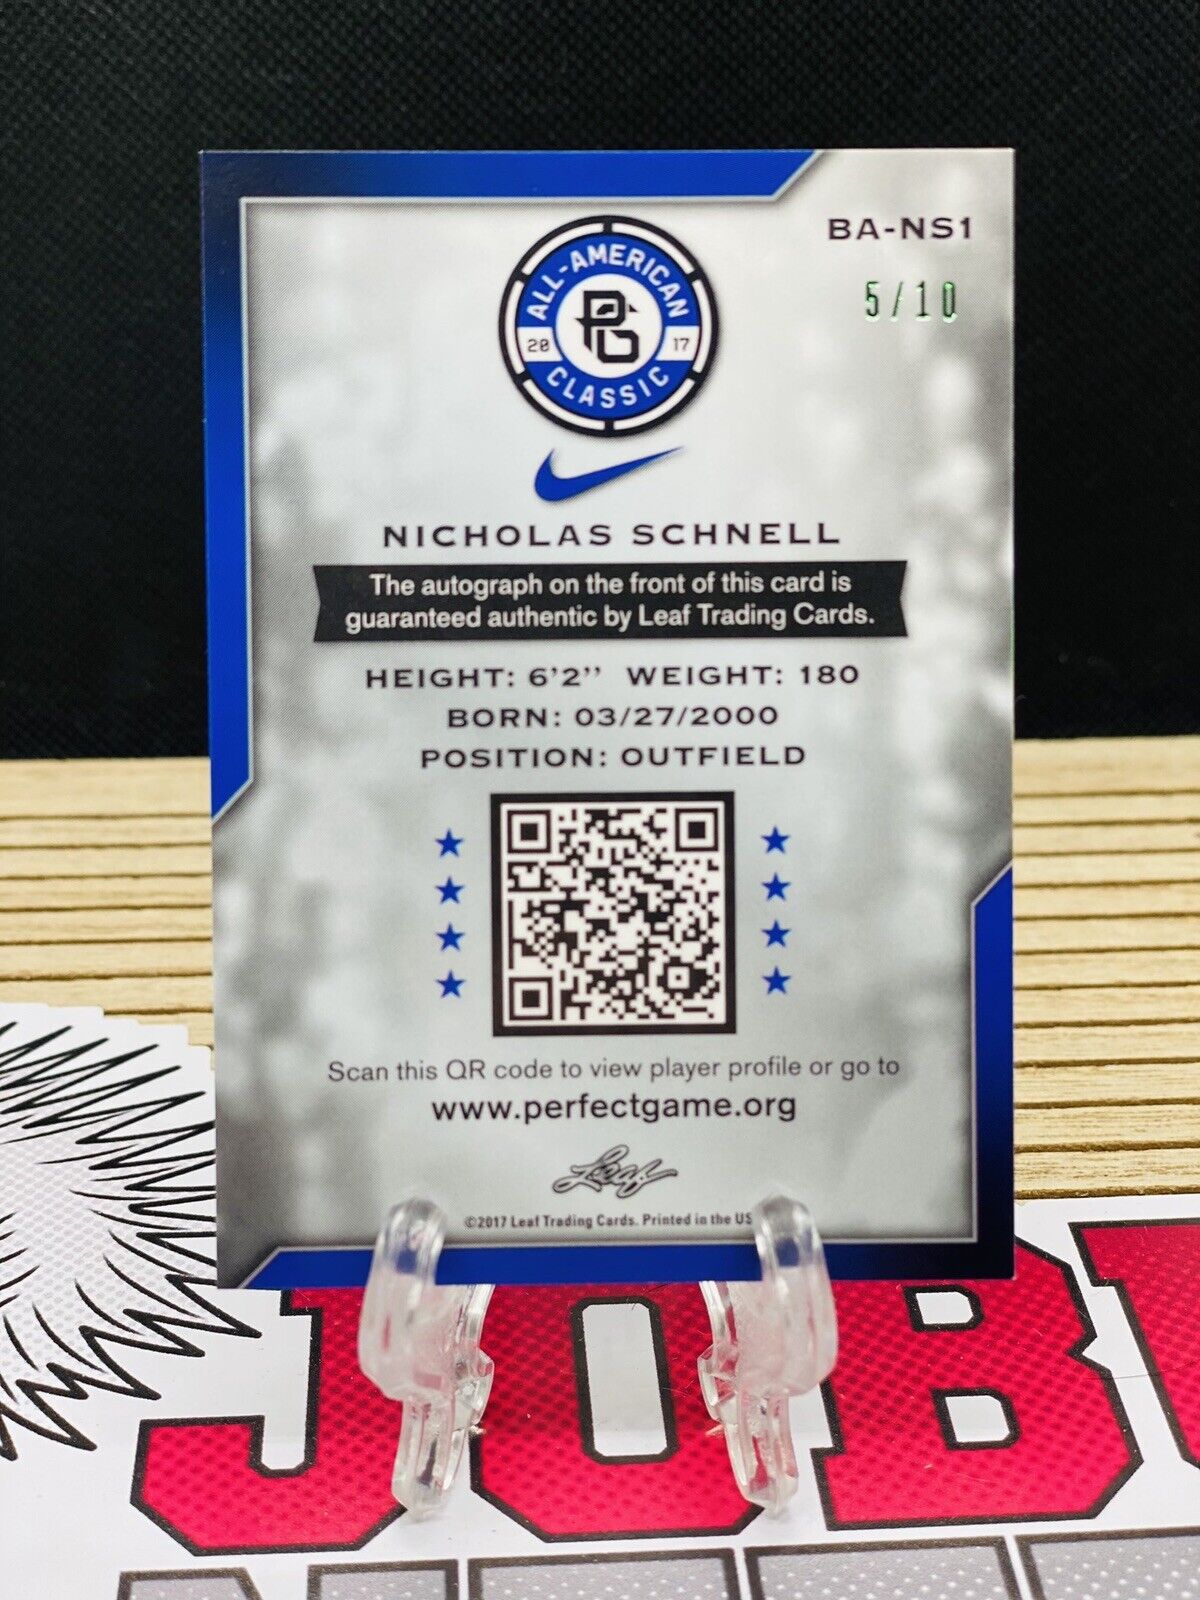 BA-NS1
5/10
ALL-AMERICAN
PG
20 17
CLASSIC
NICHOLAS SCHNELL
The autograph on the front of this card is
guaranteed authentic by Leaf Trading Cards.
HEIGHT: 6'2'' WEIGHT: 180
BORN: 03/27/2000
POSITION: OUTFIELD
Scan this QR code to view player profile or go to
www.perfectgame.org
Leaf
©2017 Leaf Trading Cards. Printed in the US
JOB